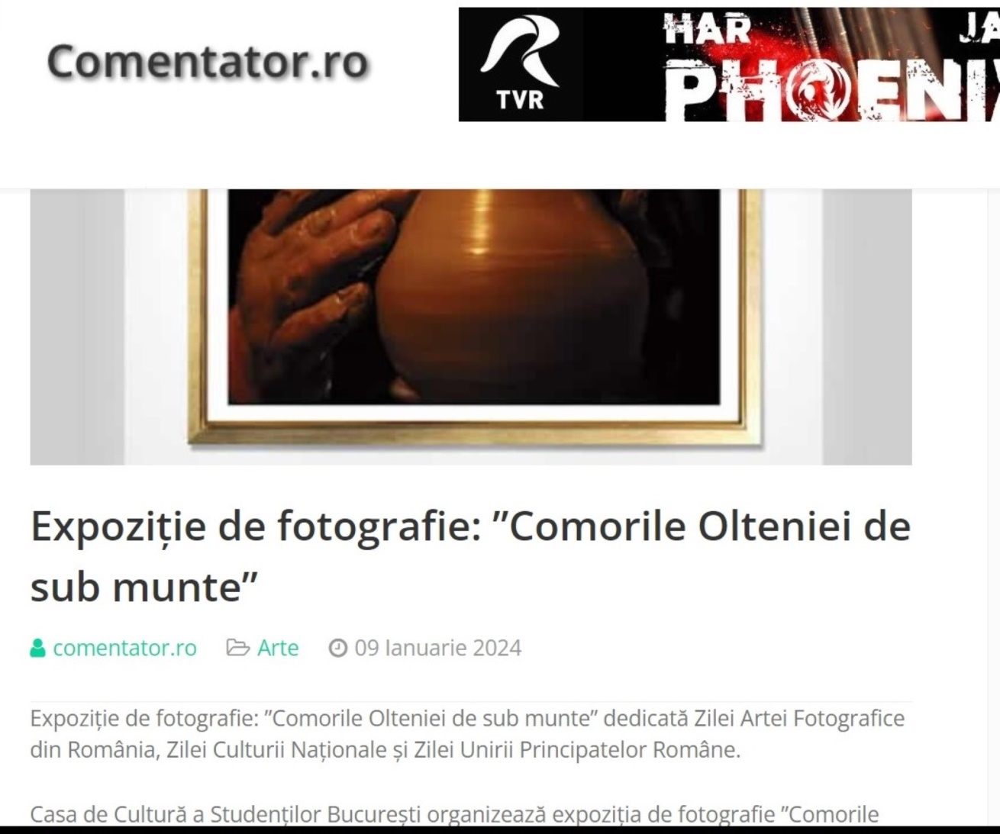 Comentator.ro
TVR
HAR
JA
PHOENI
Expoziție de fotografie: ”Comorile Olteniei de
sub munte”
comentator.ro Arte 09 Ianuarie 2024
Expoziție de fotografie: ”Comorile Olteniei de sub munte” dedicată Zilei Artei Fotografice
din România, Zilei Culturii Naționale și Zilei Unirii Principatelor Române.
Casa de Cultură a Studenților București organizează expoziția de fotografie ”Comorile